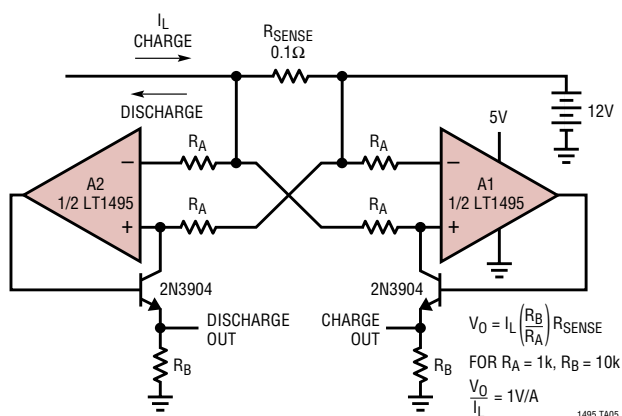 I_L
CHARGE
DISCHARGE
R_SENSE
0.1Ω
12V
5V
R_A
R_A
R_A
R_A
–
+
A2
1/2 LT1495
–
+
A1
1/2 LT1495
2N3904
2N3904
DISCHARGE
OUT
CHARGE
OUT
R_B
R_B
V_O = I_L (R_B/R_A) R_SENSE
FOR R_A = 1k, R_B = 10k
V_O/I_L = 1V/A
1495 TA05